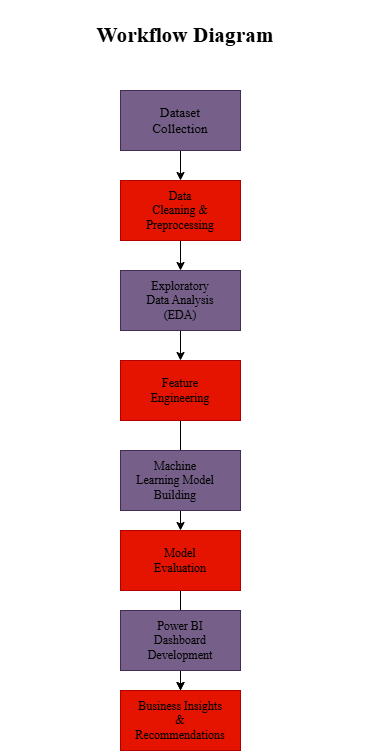 Workflow Diagram
Dataset
Collection
Data
Cleaning &
Preprocessing
Exploratory
Data Analysis
(EDA)
Feature
Engineering
Machine
Learning Model
Building
Model
Evaluation
Power BI
Dashboard
Development
Business Insights
&
Recommendations